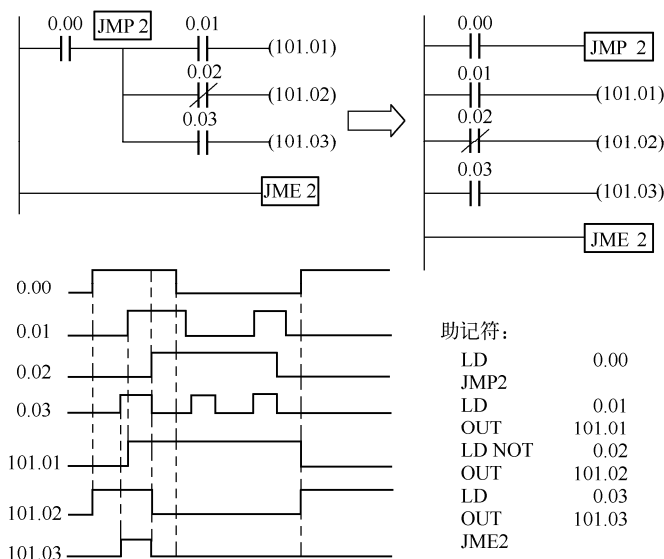 0.00 JMP 2 0.01
(101.01)
0.02
(101.02)
0.03
(101.03)
JME 2
0.00
JMP 2
0.01
(101.01)
0.02
(101.02)
0.03
(101.03)
JME 2
0.00
0.01
0.02
0.03
101.01
101.02
101.03
助记符：
LD 0.00
JMP2
LD 0.01
OUT 101.01
LD NOT 0.02
OUT 101.02
LD 0.03
OUT 101.03
JME2